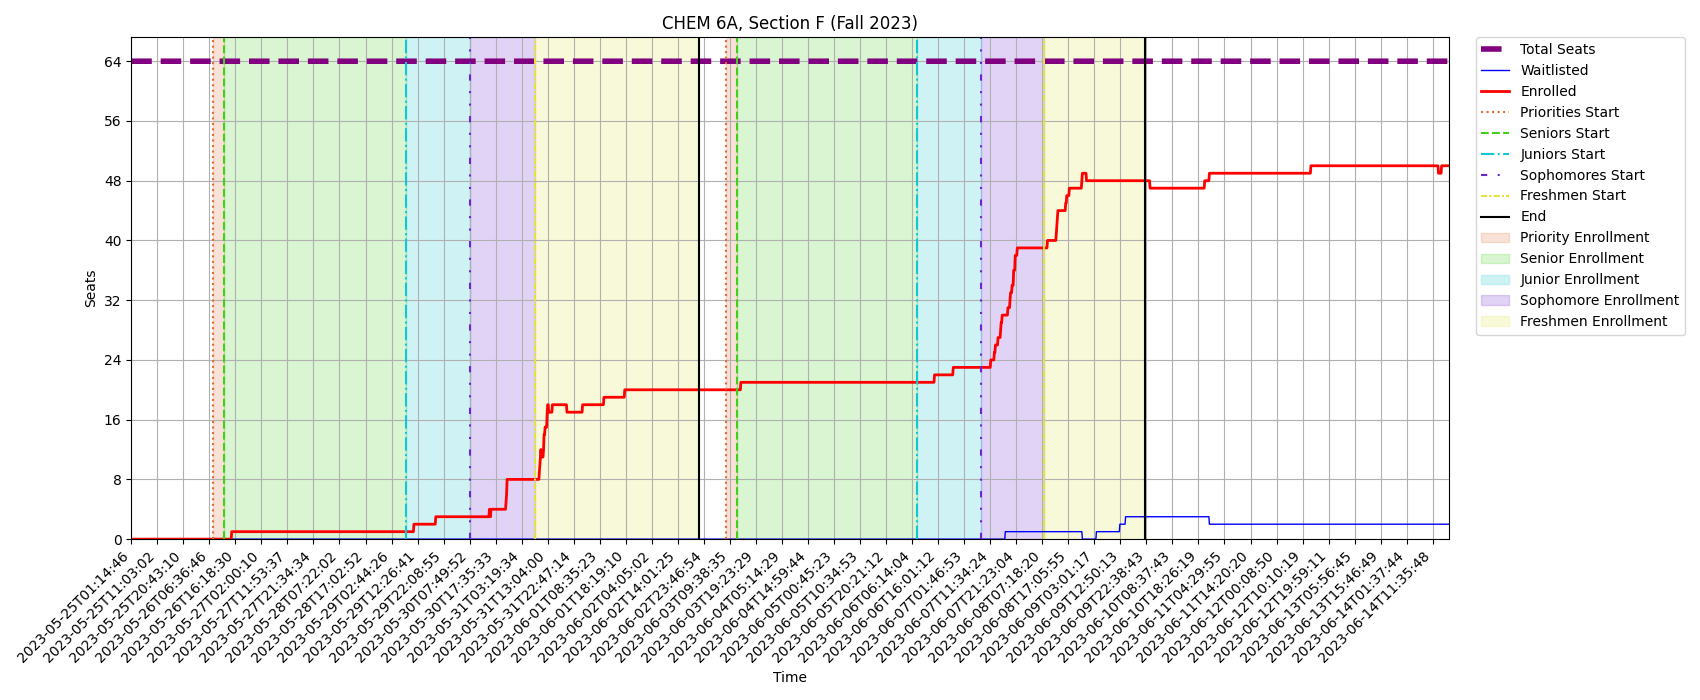 CHEM 6A, Section F (Fall 2023)
Seats
64
56
48
40
32
24
16
8
0
2023-05-25T01:14:46
2023-05-25T11:03:02
2023-05-25T20:43:10
2023-05-26T06:36:46
2023-05-26T16:18:30
2023-05-27T02:00:10
2023-05-27T11:53:37
2023-05-27T21:34:34
2023-05-28T07:22:02
2023-05-28T17:02:52
2023-05-29T02:44:26
2023-05-29T12:26:41
2023-05-29T22:08:55
2023-05-30T07:49:52
2023-05-30T17:35:33
2023-05-31T03:19:34
2023-05-31T13:04:00
2023-05-31T22:47:14
2023-06-01T08:35:23
2023-06-01T18:19:10
2023-06-02T04:05:02
2023-06-02T14:01:25
2023-06-02T23:46:54
2023-06-03T09:38:35
2023-06-03T19:23:29
2023-06-04T05:14:29
2023-06-04T14:59:44
2023-06-05T00:45:23
2023-06-05T10:34:53
2023-06-05T20:21:12
2023-06-06T06:14:04
2023-06-06T16:01:12
2023-06-07T01:46:53
2023-06-07T11:34:24
2023-06-07T21:23:04
2023-06-08T07:18:20
2023-06-08T17:05:55
2023-06-09T03:01:17
2023-06-09T12:50:13
2023-06-09T22:38:43
2023-06-10T08:37:43
2023-06-10T18:26:19
2023-06-11T04:29:55
2023-06-11T14:20:20
2023-06-12T00:08:50
2023-06-12T10:10:19
2023-06-12T19:59:11
2023-06-13T05:56:45
2023-06-13T15:46:49
2023-06-14T01:37:44
2023-06-14T11:35:48
Time
Total Seats
Waitlisted
Enrolled
Priorities Start
Seniors Start
Juniors Start
Sophomores Start
Freshmen Start
End
Priority Enrollment
Senior Enrollment
Junior Enrollment
Sophomore Enrollment
Freshmen Enrollment